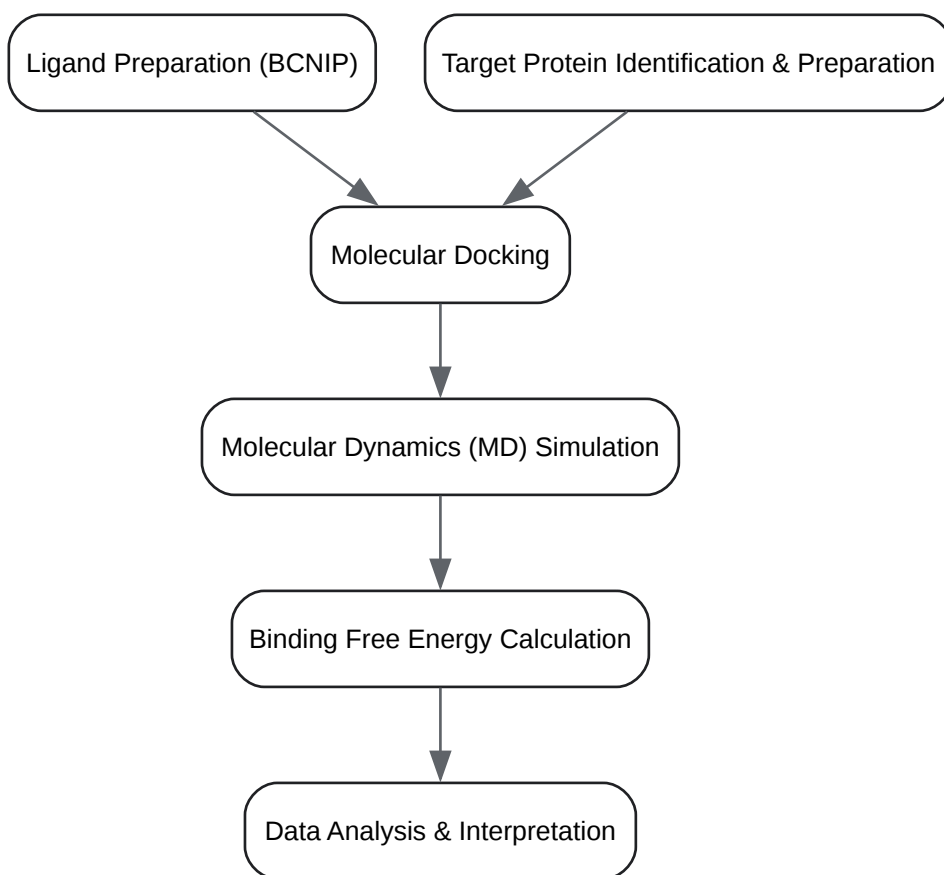 Ligand Preparation (BCNIP)
Target Protein Identification & Preparation
Molecular Docking
Molecular Dynamics (MD) Simulation
Binding Free Energy Calculation
Data Analysis & Interpretation